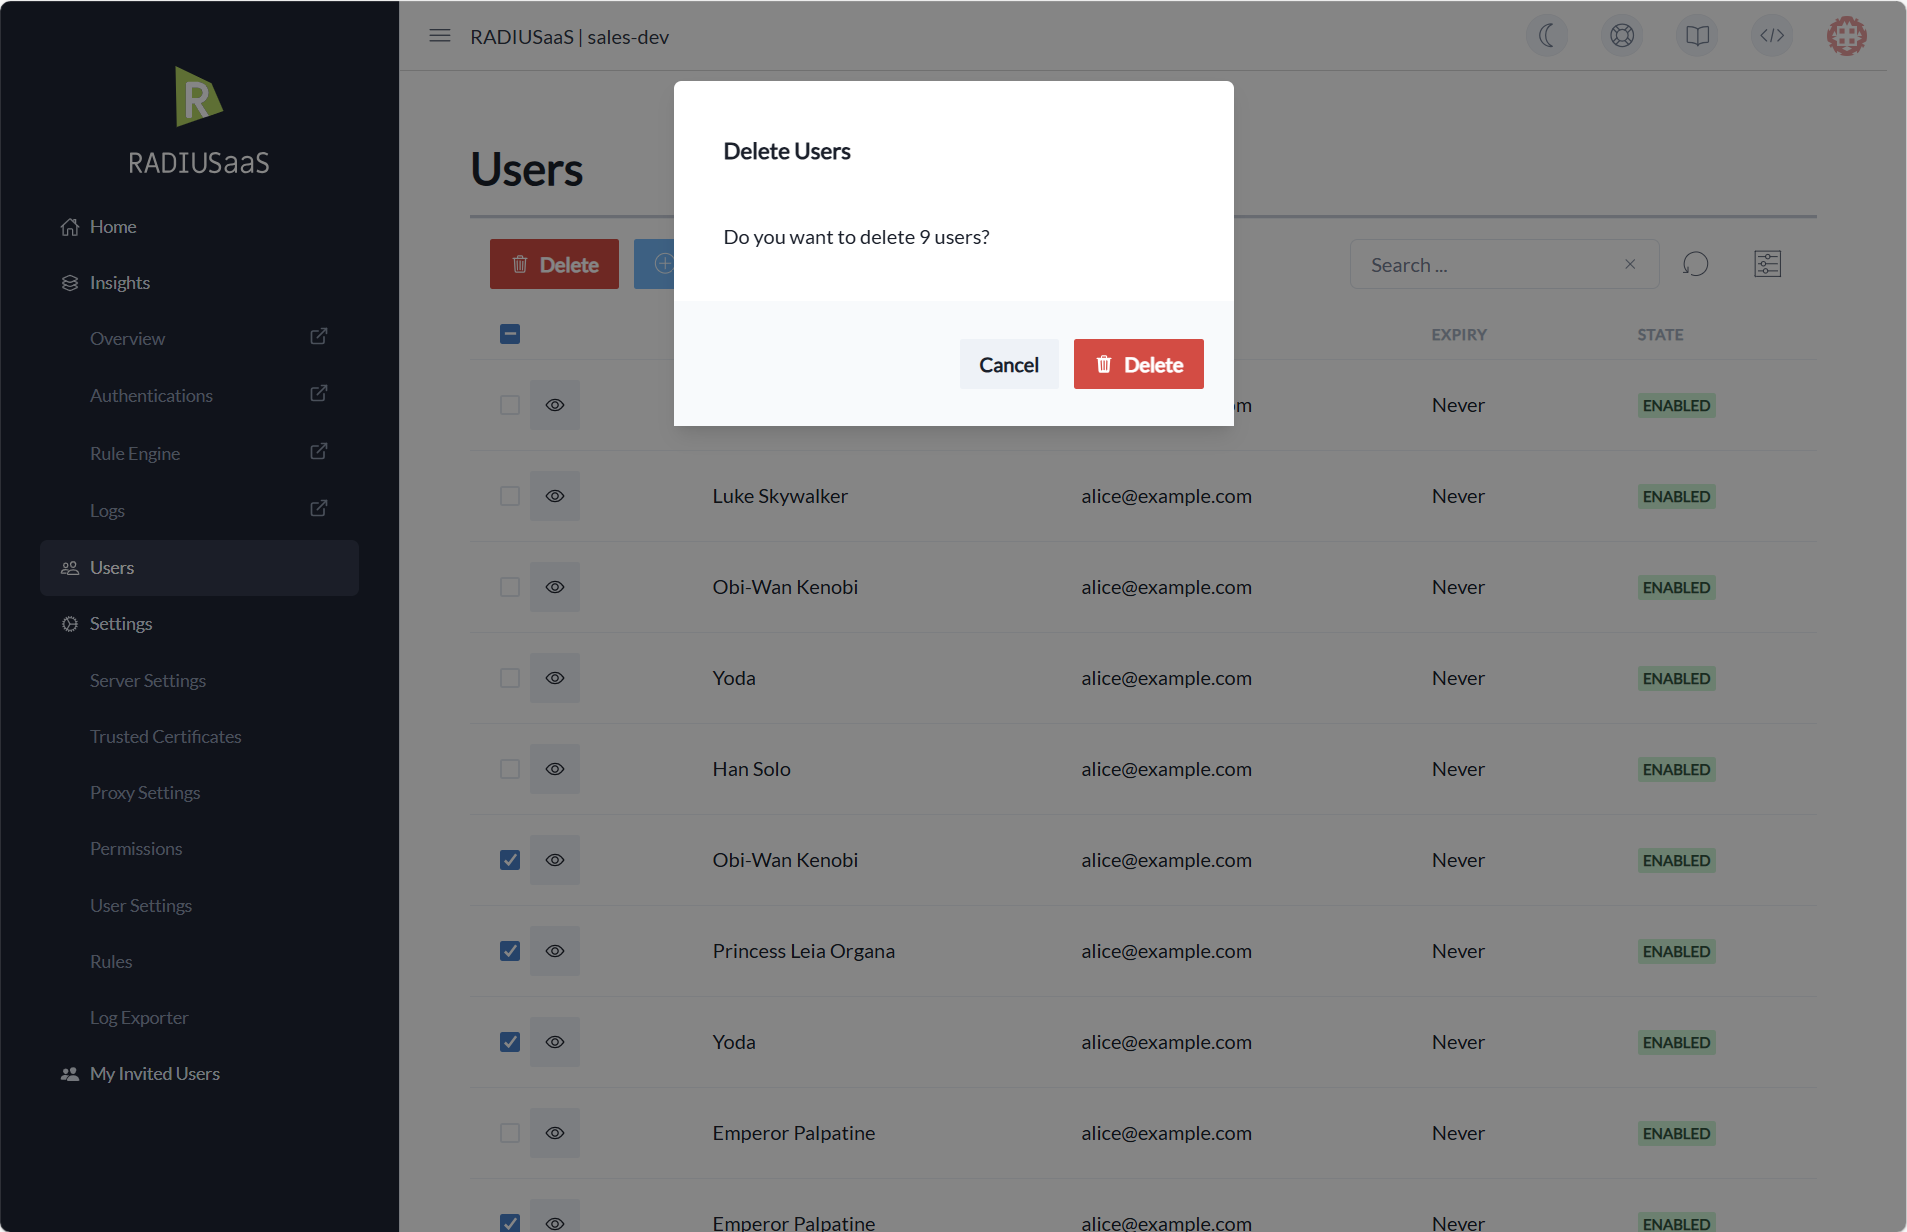 RADIUSaaS | sales-dev
R
RADIUSaaS
Home
Insights
Overview
Authentications
Rule Engine
Logs
Users
Settings
Server Settings
Trusted Certificates
Proxy Settings
Permissions
User Settings
Rules
Log Exporter
My Invited Users
Users
Delete
Search ...
Delete Users
Do you want to delete 9 users?
Cancel
Delete
EXPIRY STATE
m Never ENABLED
Luke Skywalker alice@example.com Never ENABLED
Obi-Wan Kenobi alice@example.com Never ENABLED
Yoda alice@example.com Never ENABLED
Han Solo alice@example.com Never ENABLED
Obi-Wan Kenobi alice@example.com Never ENABLED
Princess Leia Organa alice@example.com Never ENABLED
Yoda alice@example.com Never ENABLED
Emperor Palpatine alice@example.com Never ENABLED
Emperor Palpatine alice@example.com Never ENABLED